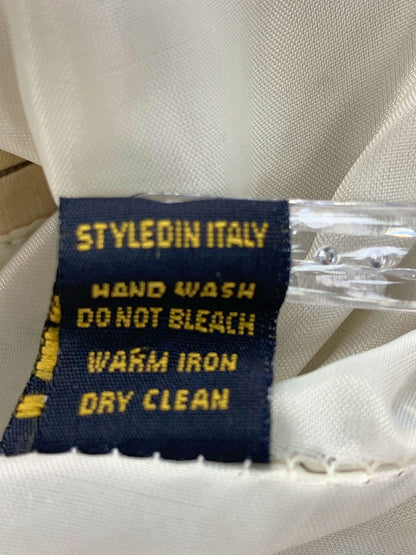 STYLEDIN ITALY
HAND WASH
DO NOT BLEACH
WARM IRON
DRY CLEAN